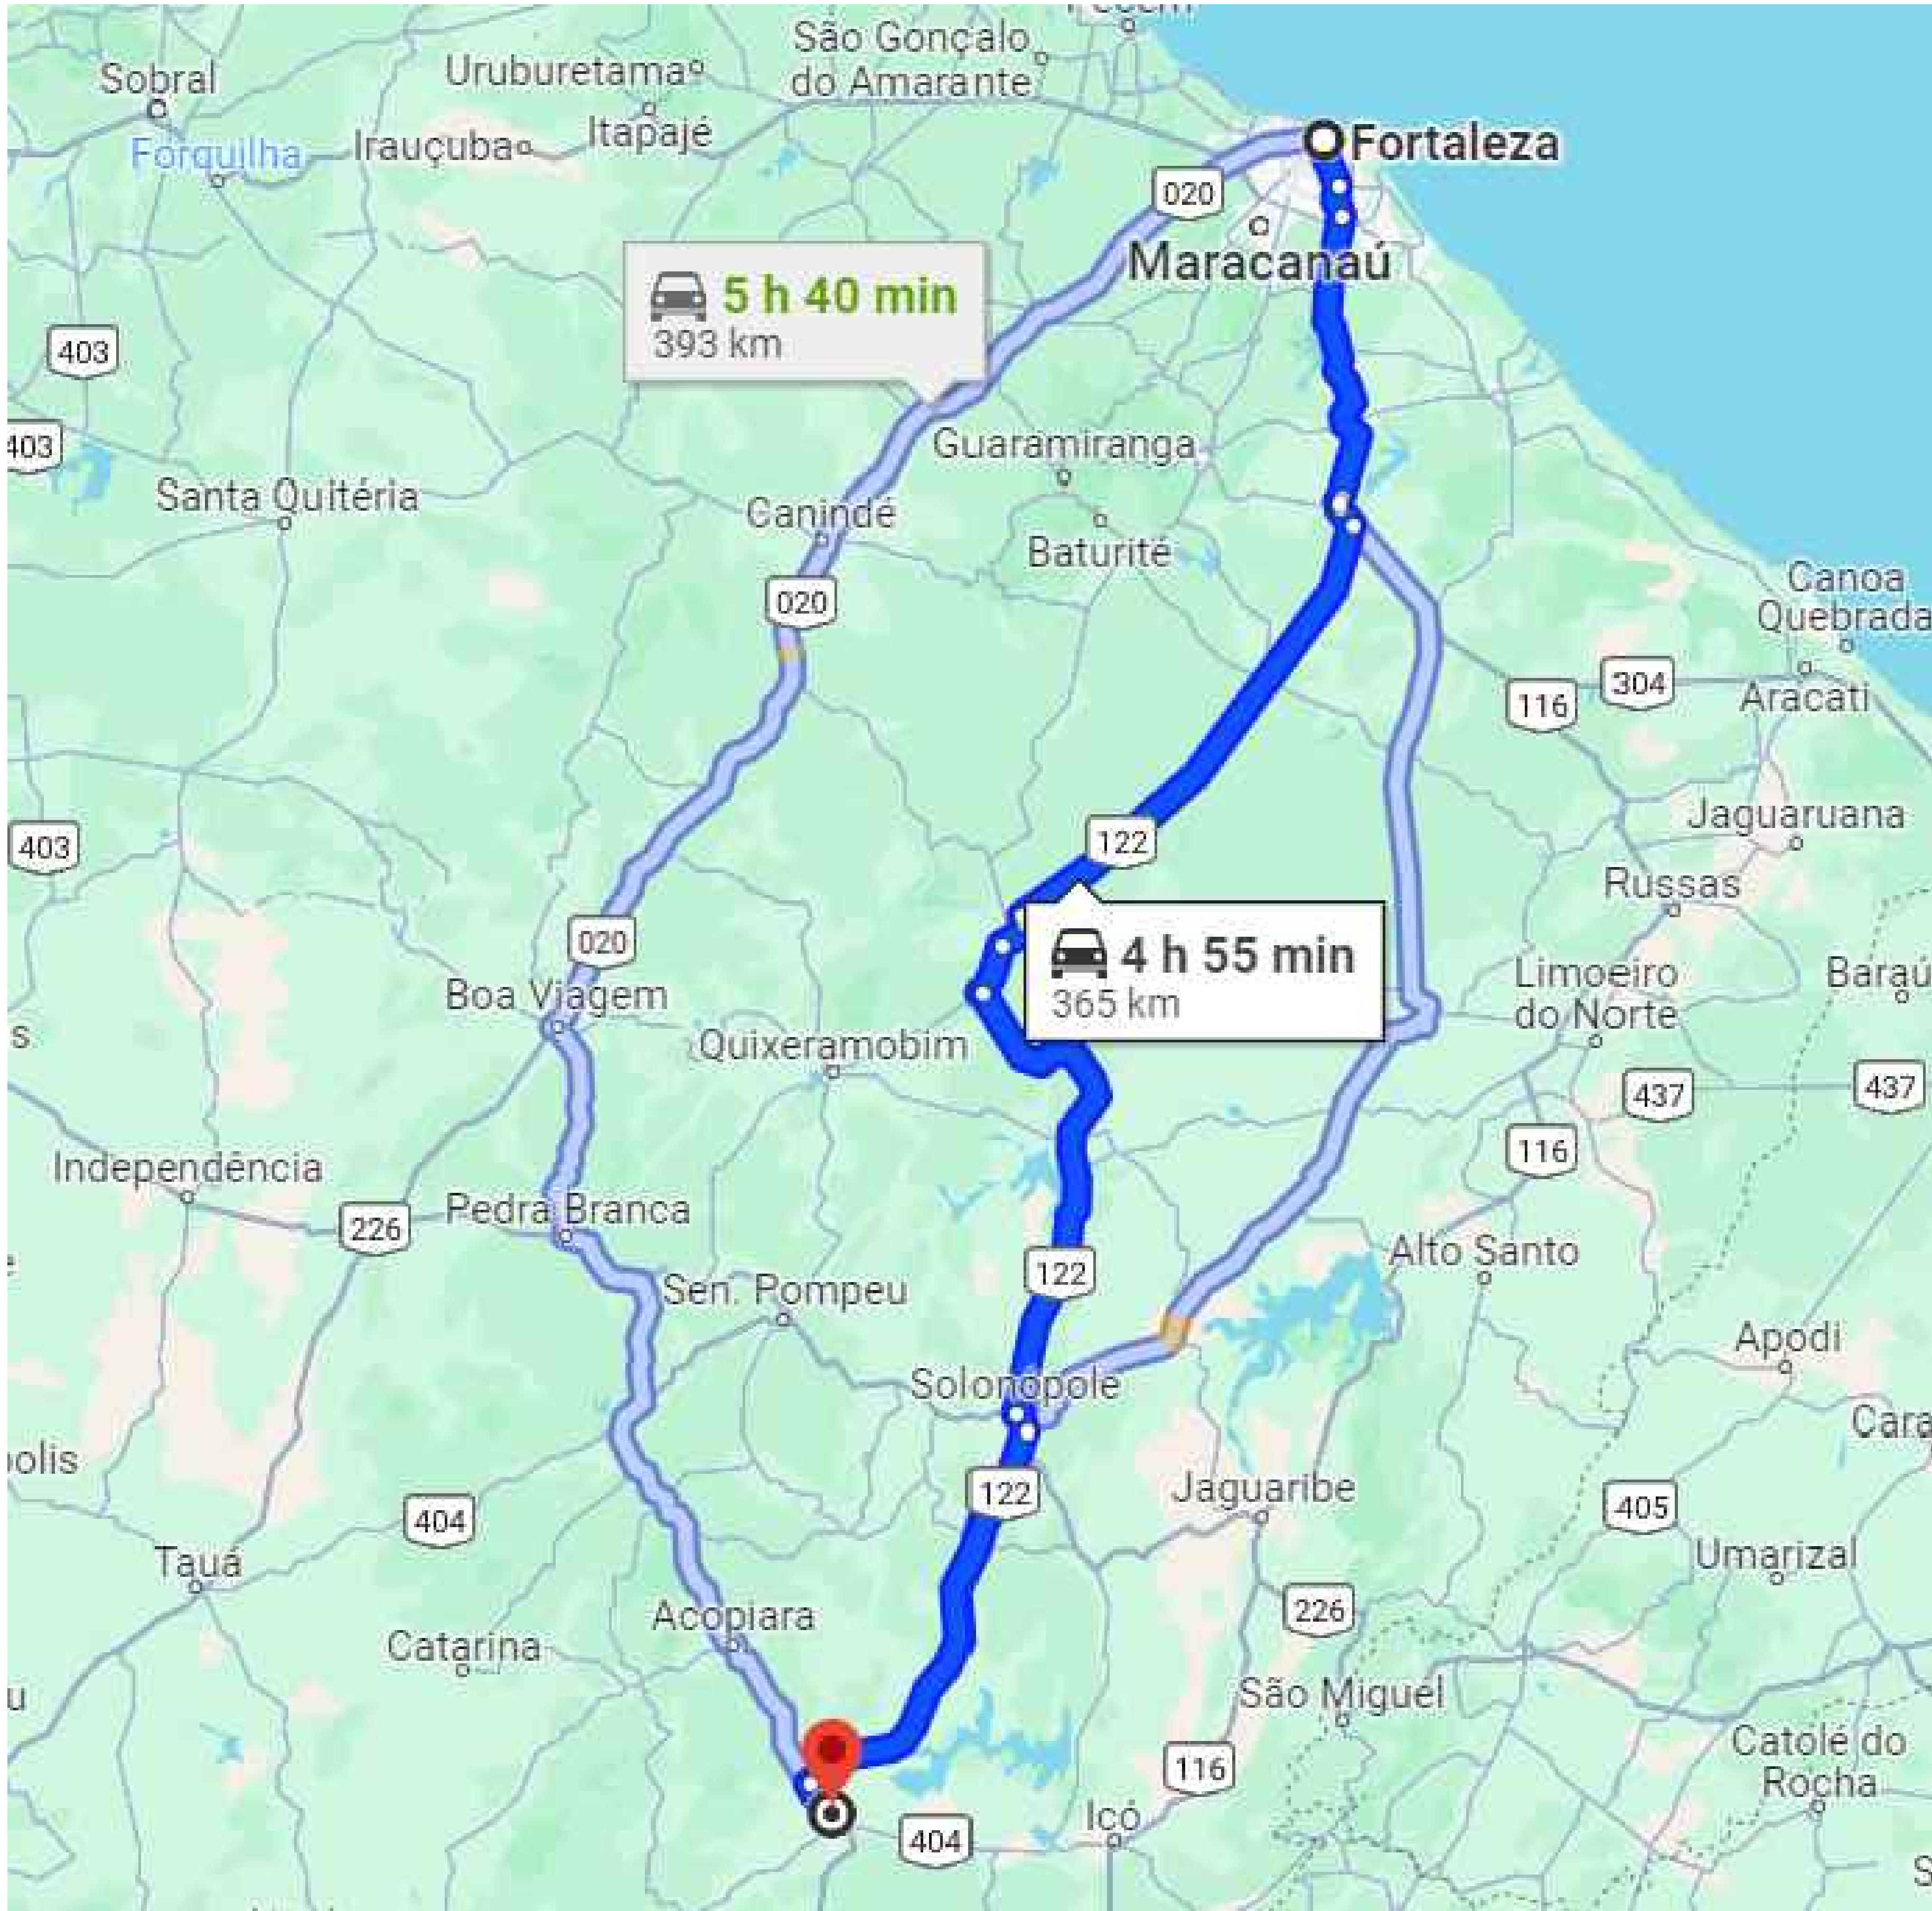 São Gonçalo
do Amarante
Sobral
Uruburetama
Itapajé
Irauçuba
Forquilha
Fortaleza
020
Maracanaú
5 h 40 min
393 km
403
403
Guaramiranga
Santa Quitéria
Canindé
Baturité
020
Canoa
Quebrada
304
116
Aracati
122
Jaguaruana
403
Russas
020
4 h 55 min
365 km
Boa Viagem
Limoeiro
do Norte
Baraú
s
Quixeramobim
437
437
116
Independência
Pedra Branca
226
Alto Santo
122
Sen. Pompeu
Apodi
Solonópole
Cara
polis
Jaguaribe
122
405
404
Tauá
Umarizal
226
Acopiara
Catarina
São Miguel
u
Catolé do
Rocha
116
Icó
404
S